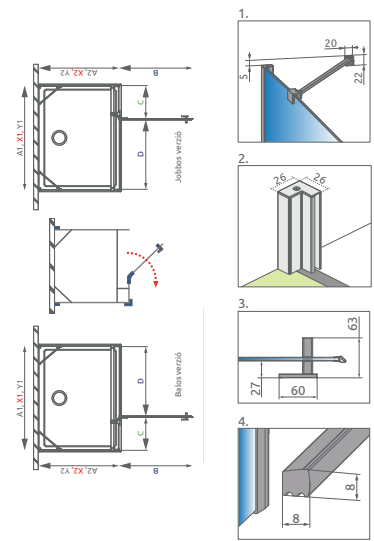 A1, X1, Y1
A2, X2, Y2
B
C
D
Jobbos verzió
A1, X1, Y1
A2, X2, Y2
B
D
C
Balos verzió
1.
20
5
22
2.
26
26
3.
63
27
60
4.
8
8